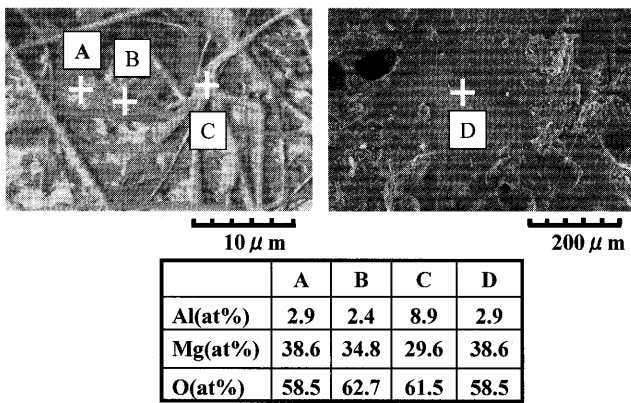 A
B
C
D
10 μ m
200 μ m
A B C D
Al(at%) 2.9 2.4 8.9 2.9
Mg(at%) 38.6 34.8 29.6 38.6
O(at%) 58.5 62.7 61.5 58.5